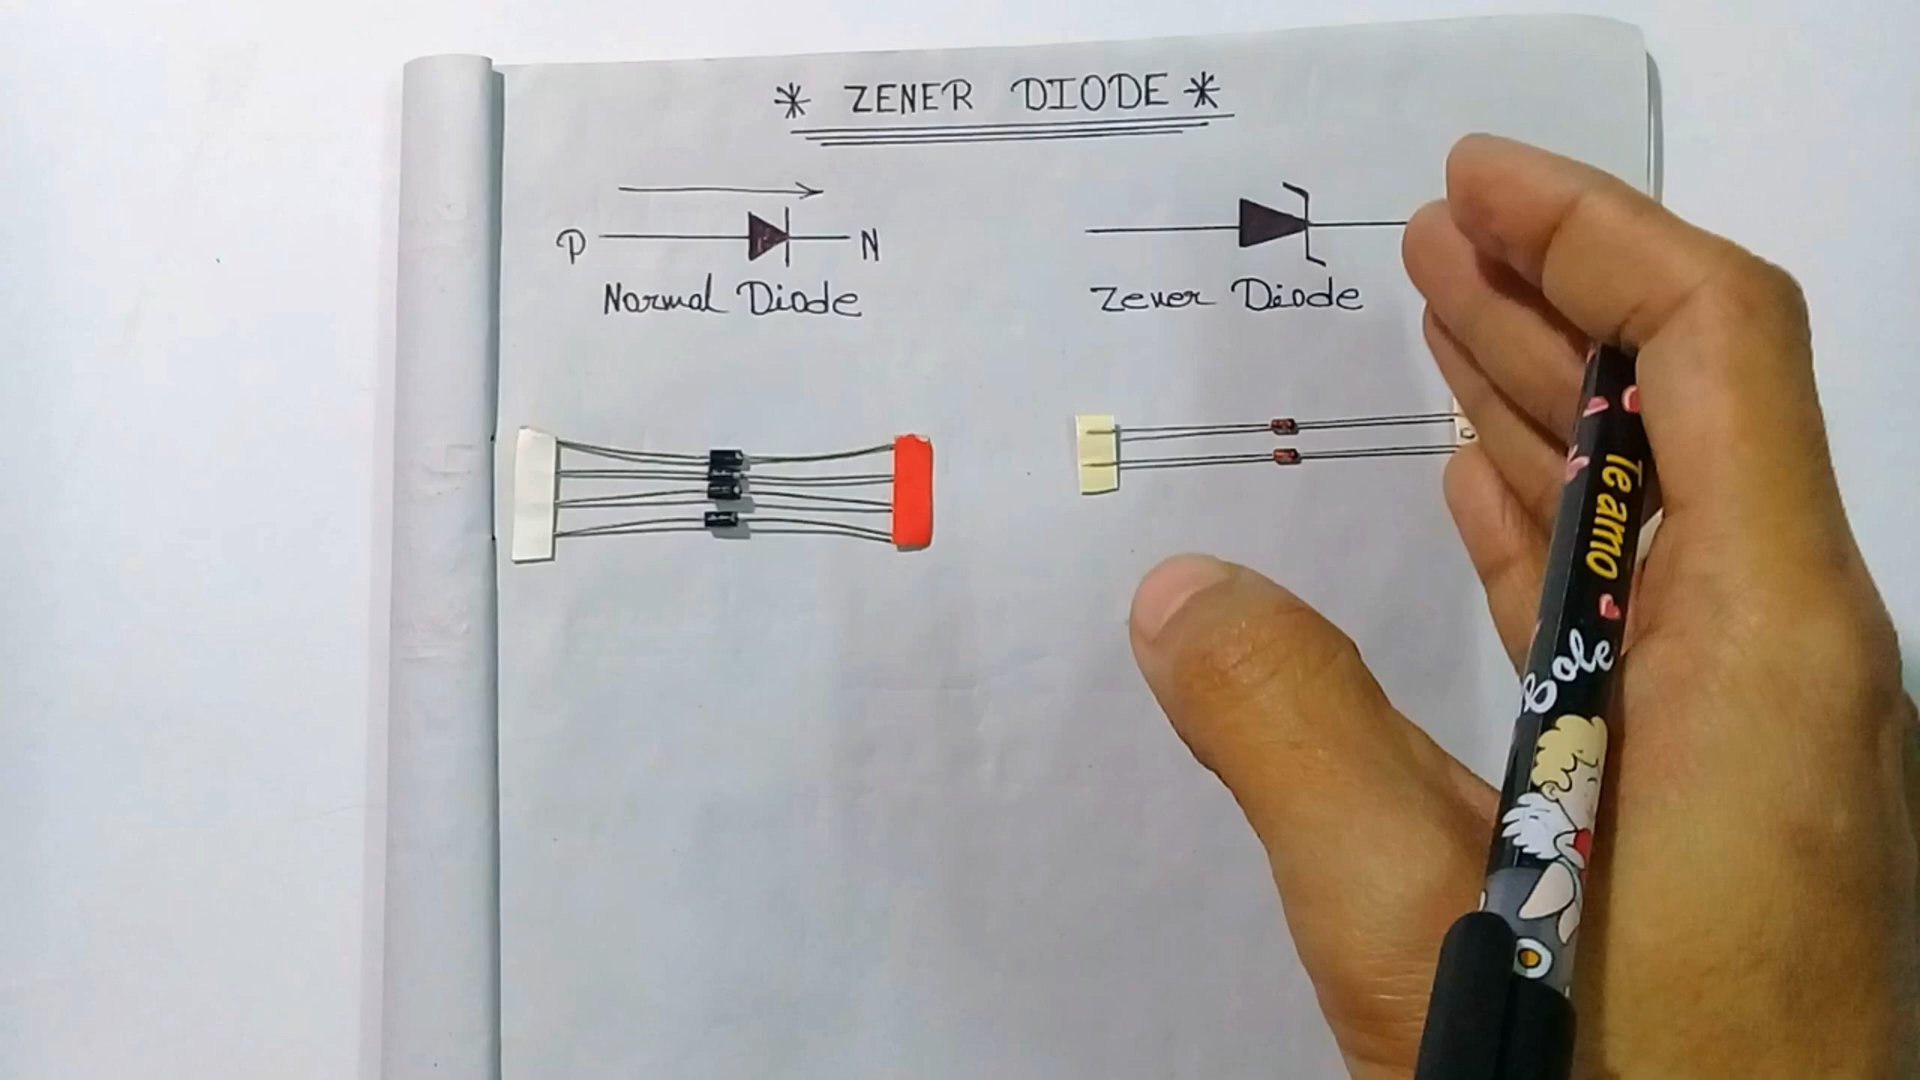 * ZENER DIODE *
P N
Normal Diode
Zener Diode
Te amo
Bole